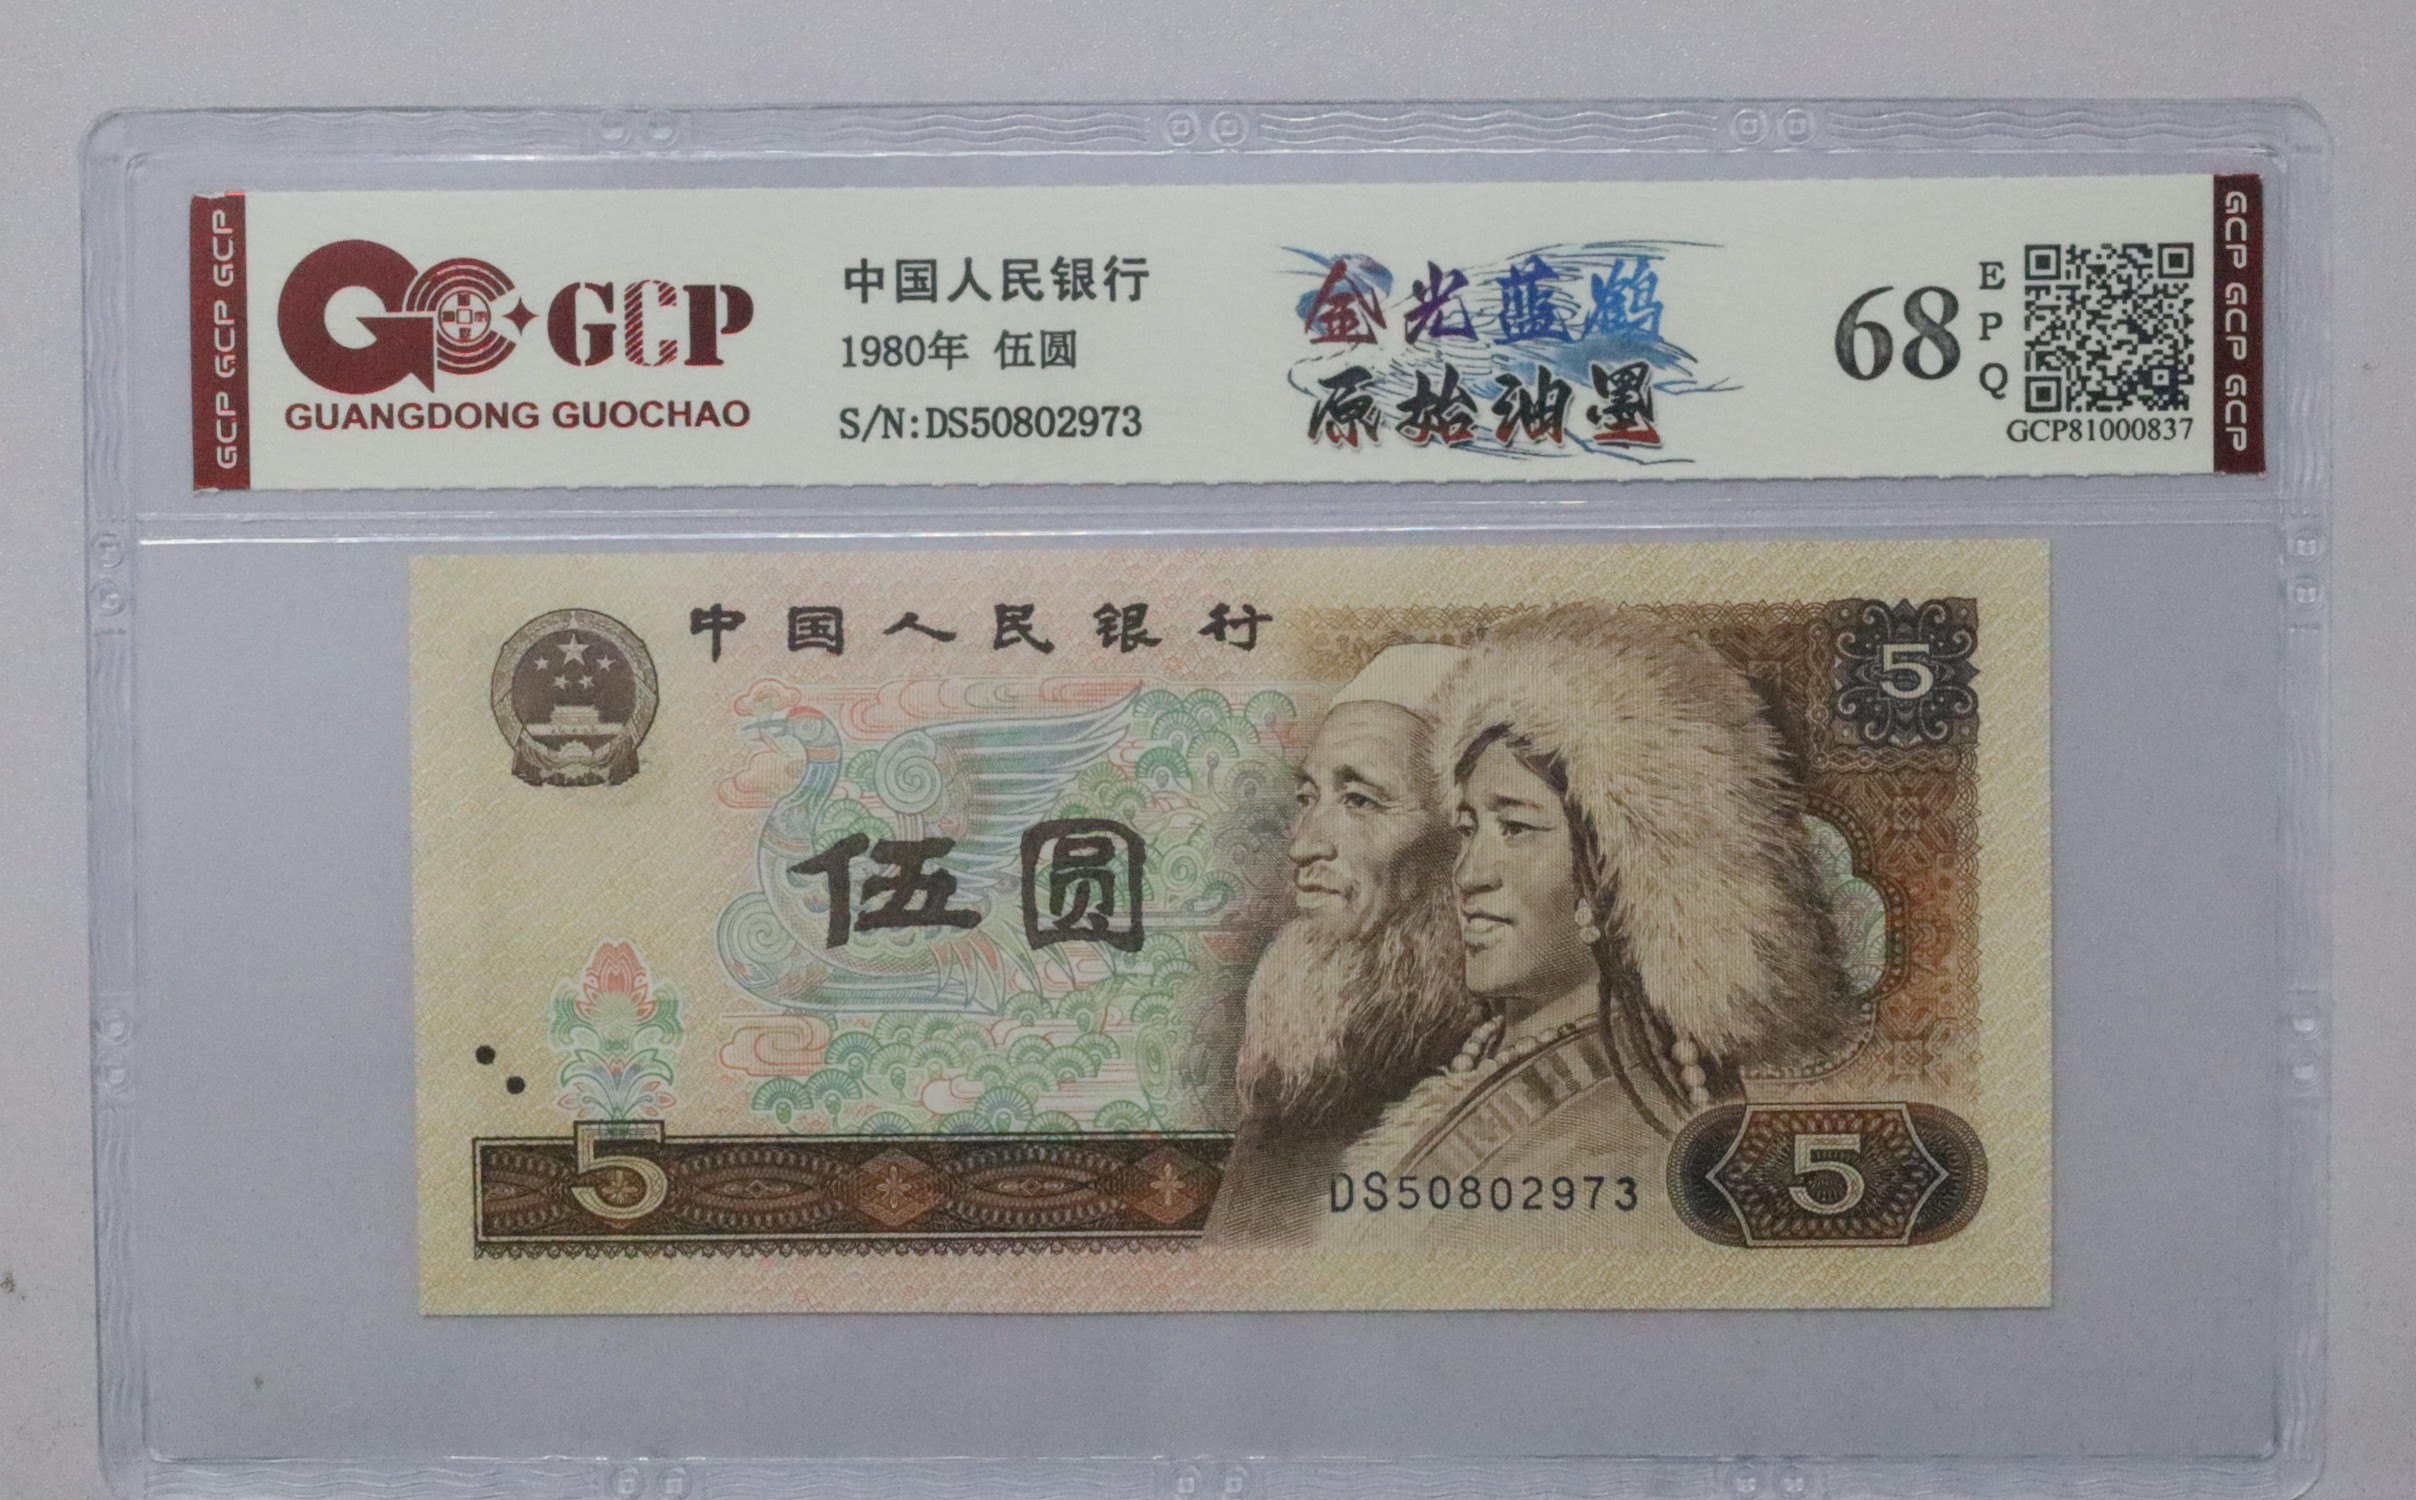 GCP GCP GCP
GCP
GUANGDONG GUOCHAO
中国人民银行
1980年 伍圆
S/N:DS50802973
金光蓝鹤
原始油墨
68
EPQ
GCP81000837
GCP GCP GCP
中国人民银行
5
伍圆
5
DS50802973
5